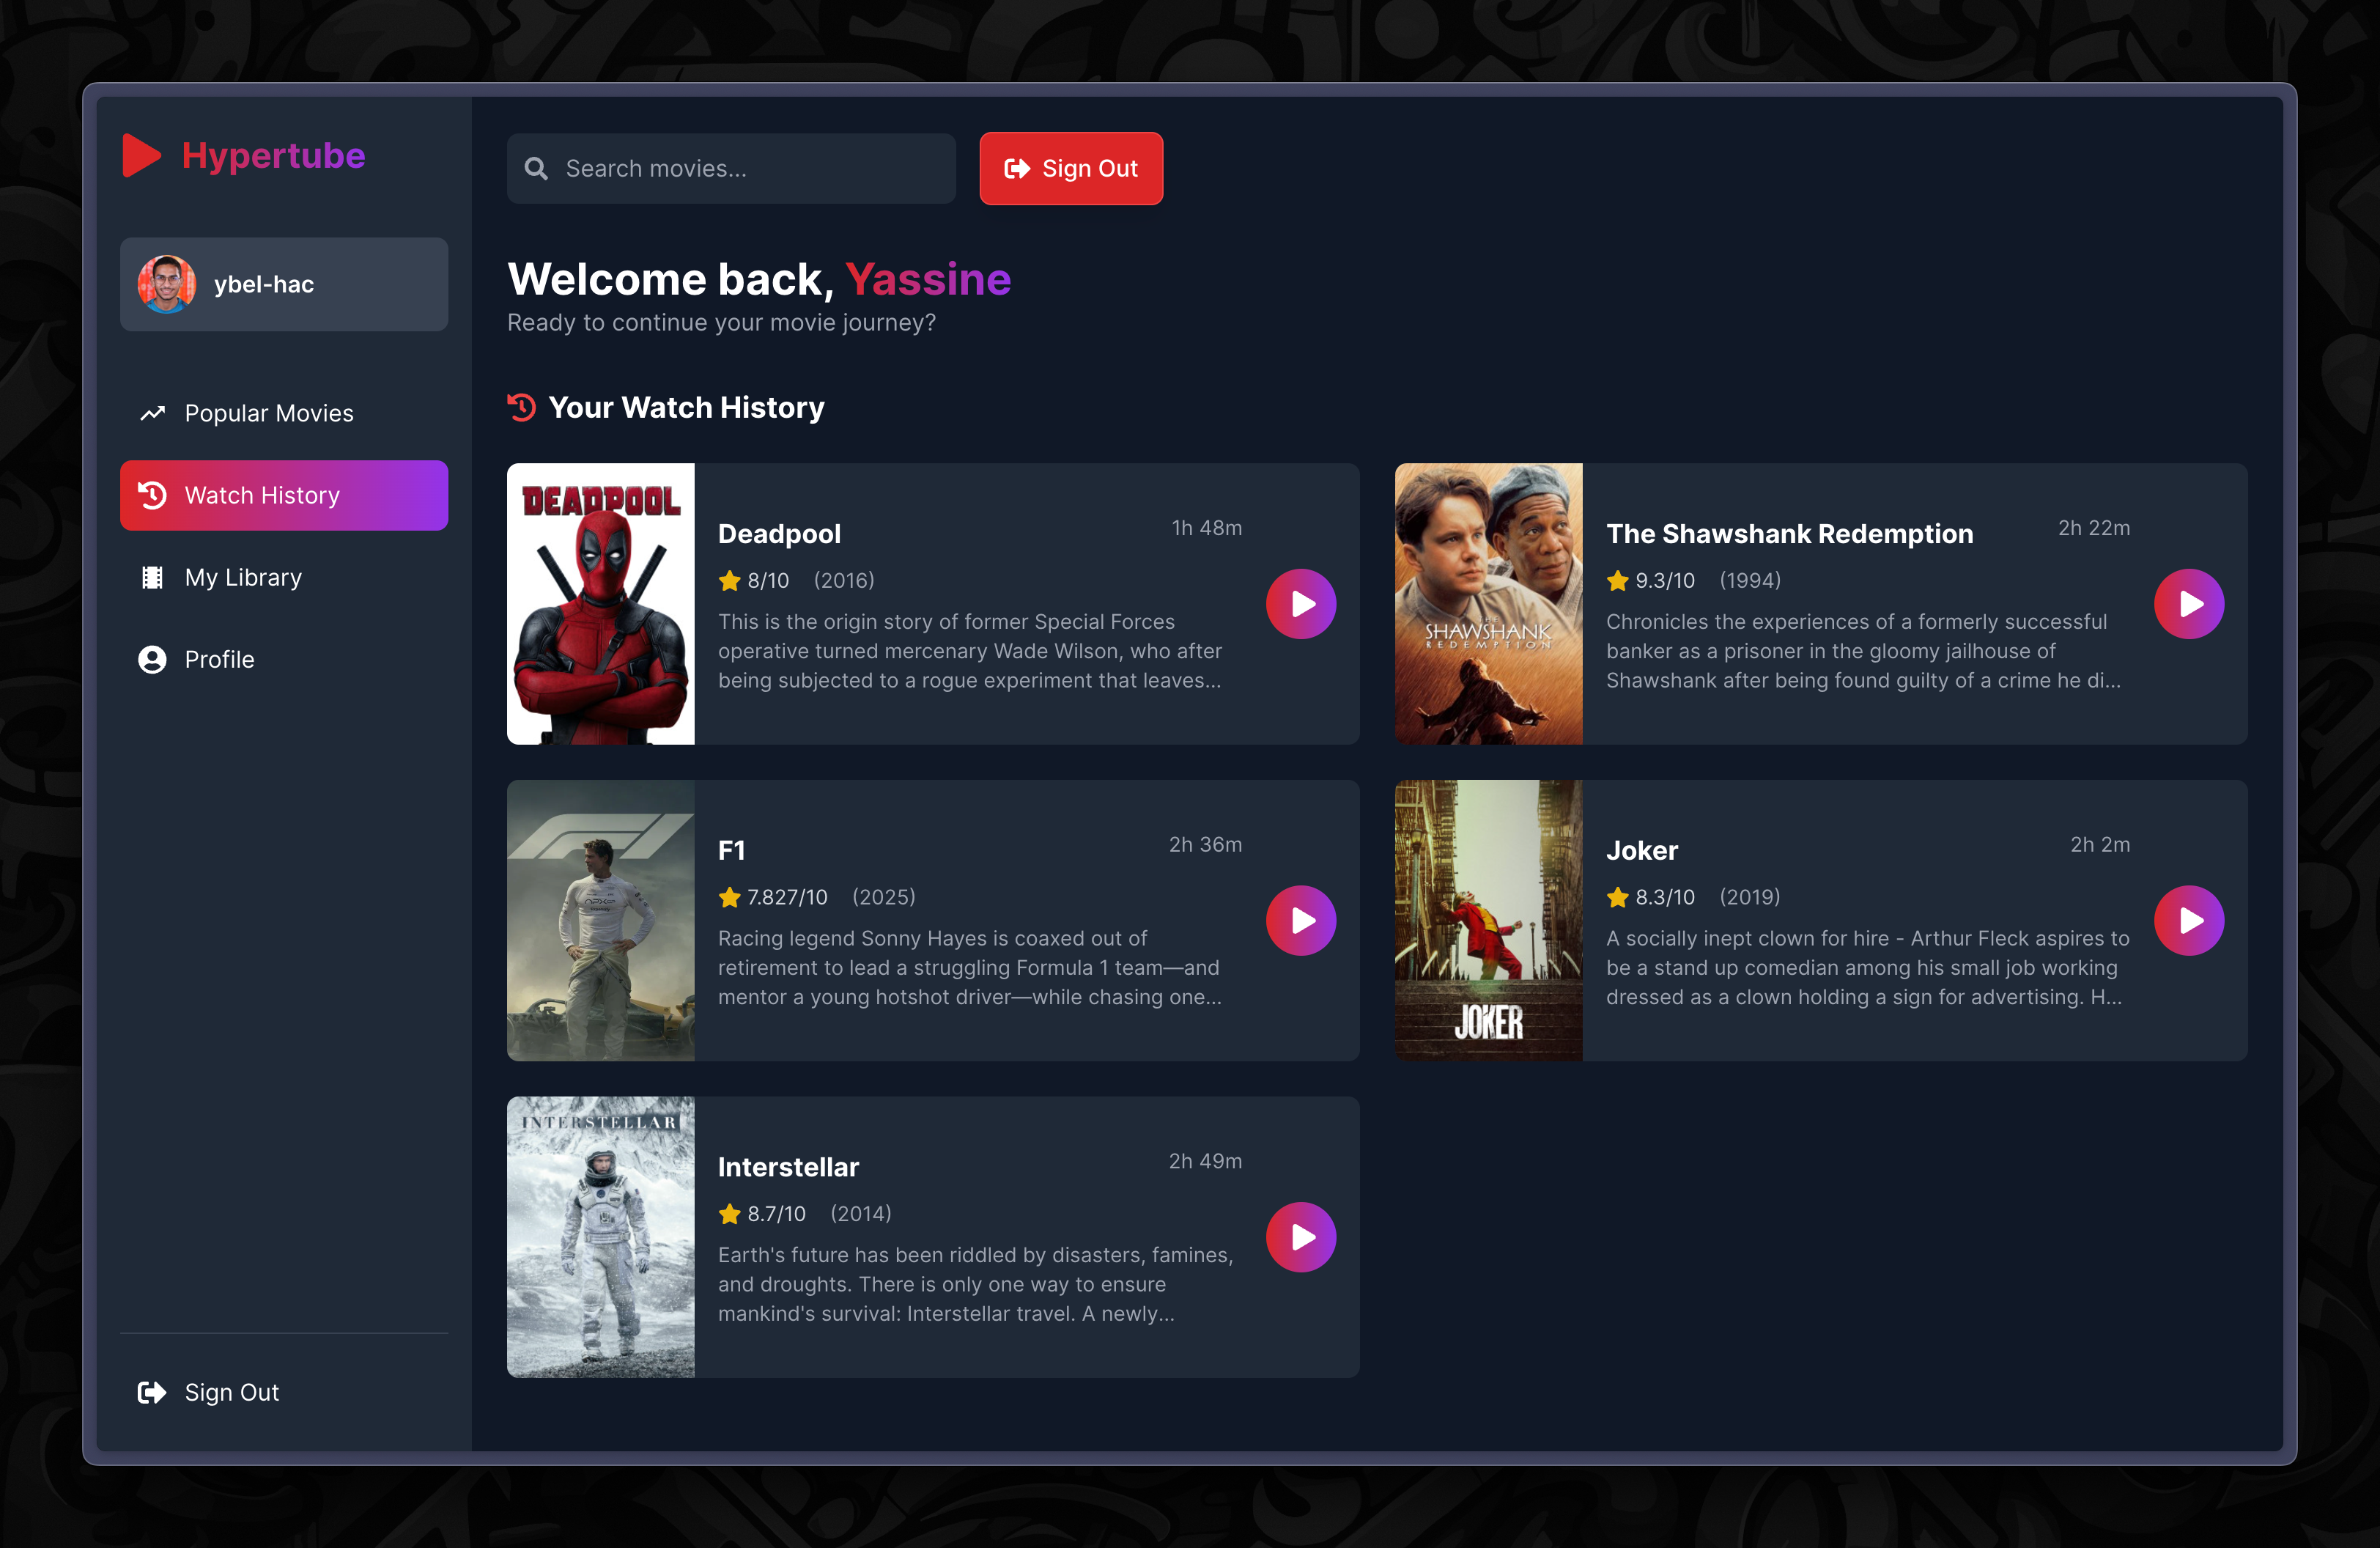 Hypertube
ybel-hac
Popular Movies
Watch History
My Library
Profile
Sign Out
Search movies...
Sign Out
Welcome back, Yassine
Ready to continue your movie journey?
Your Watch History
DEADPOOL
Deadpool
1h 48m
8/10 (2016)
This is the origin story of former Special Forces
operative turned mercenary Wade Wilson, who after
being subjected to a rogue experiment that leaves...
THE
SHAWSHANK
REDEMPTION
The Shawshank Redemption
2h 22m
9.3/10 (1994)
Chronicles the experiences of a formerly successful
banker as a prisoner in the gloomy jailhouse of
Shawshank after being found guilty of a crime he di...
F1
F1
2h 36m
7.827/10 (2025)
Racing legend Sonny Hayes is coaxed out of
retirement to lead a struggling Formula 1 team—and
mentor a young hotshot driver—while chasing one...
JOKER
Joker
2h 2m
8.3/10 (2019)
A socially inept clown for hire - Arthur Fleck aspires to
be a stand up comedian among his small job working
dressed as a clown holding a sign for advertising. H...
INTERSTELLAR
Interstellar
2h 49m
8.7/10 (2014)
Earth's future has been riddled by disasters, famines,
and droughts. There is only one way to ensure
mankind's survival: Interstellar travel. A newly...